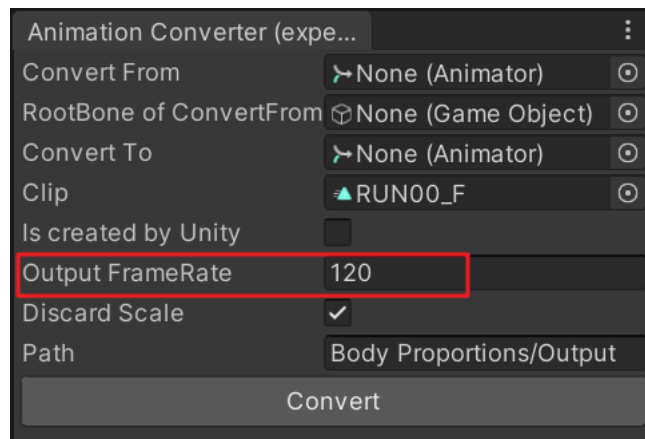 Animation Converter (expe...
Convert From None (Animator)
RootBone of ConvertFrom None (Game Object)
Convert To None (Animator)
Clip RUN00_F
Is created by Unity
Output FrameRate 120
Discard Scale
Path Body Proportions/Output
Convert